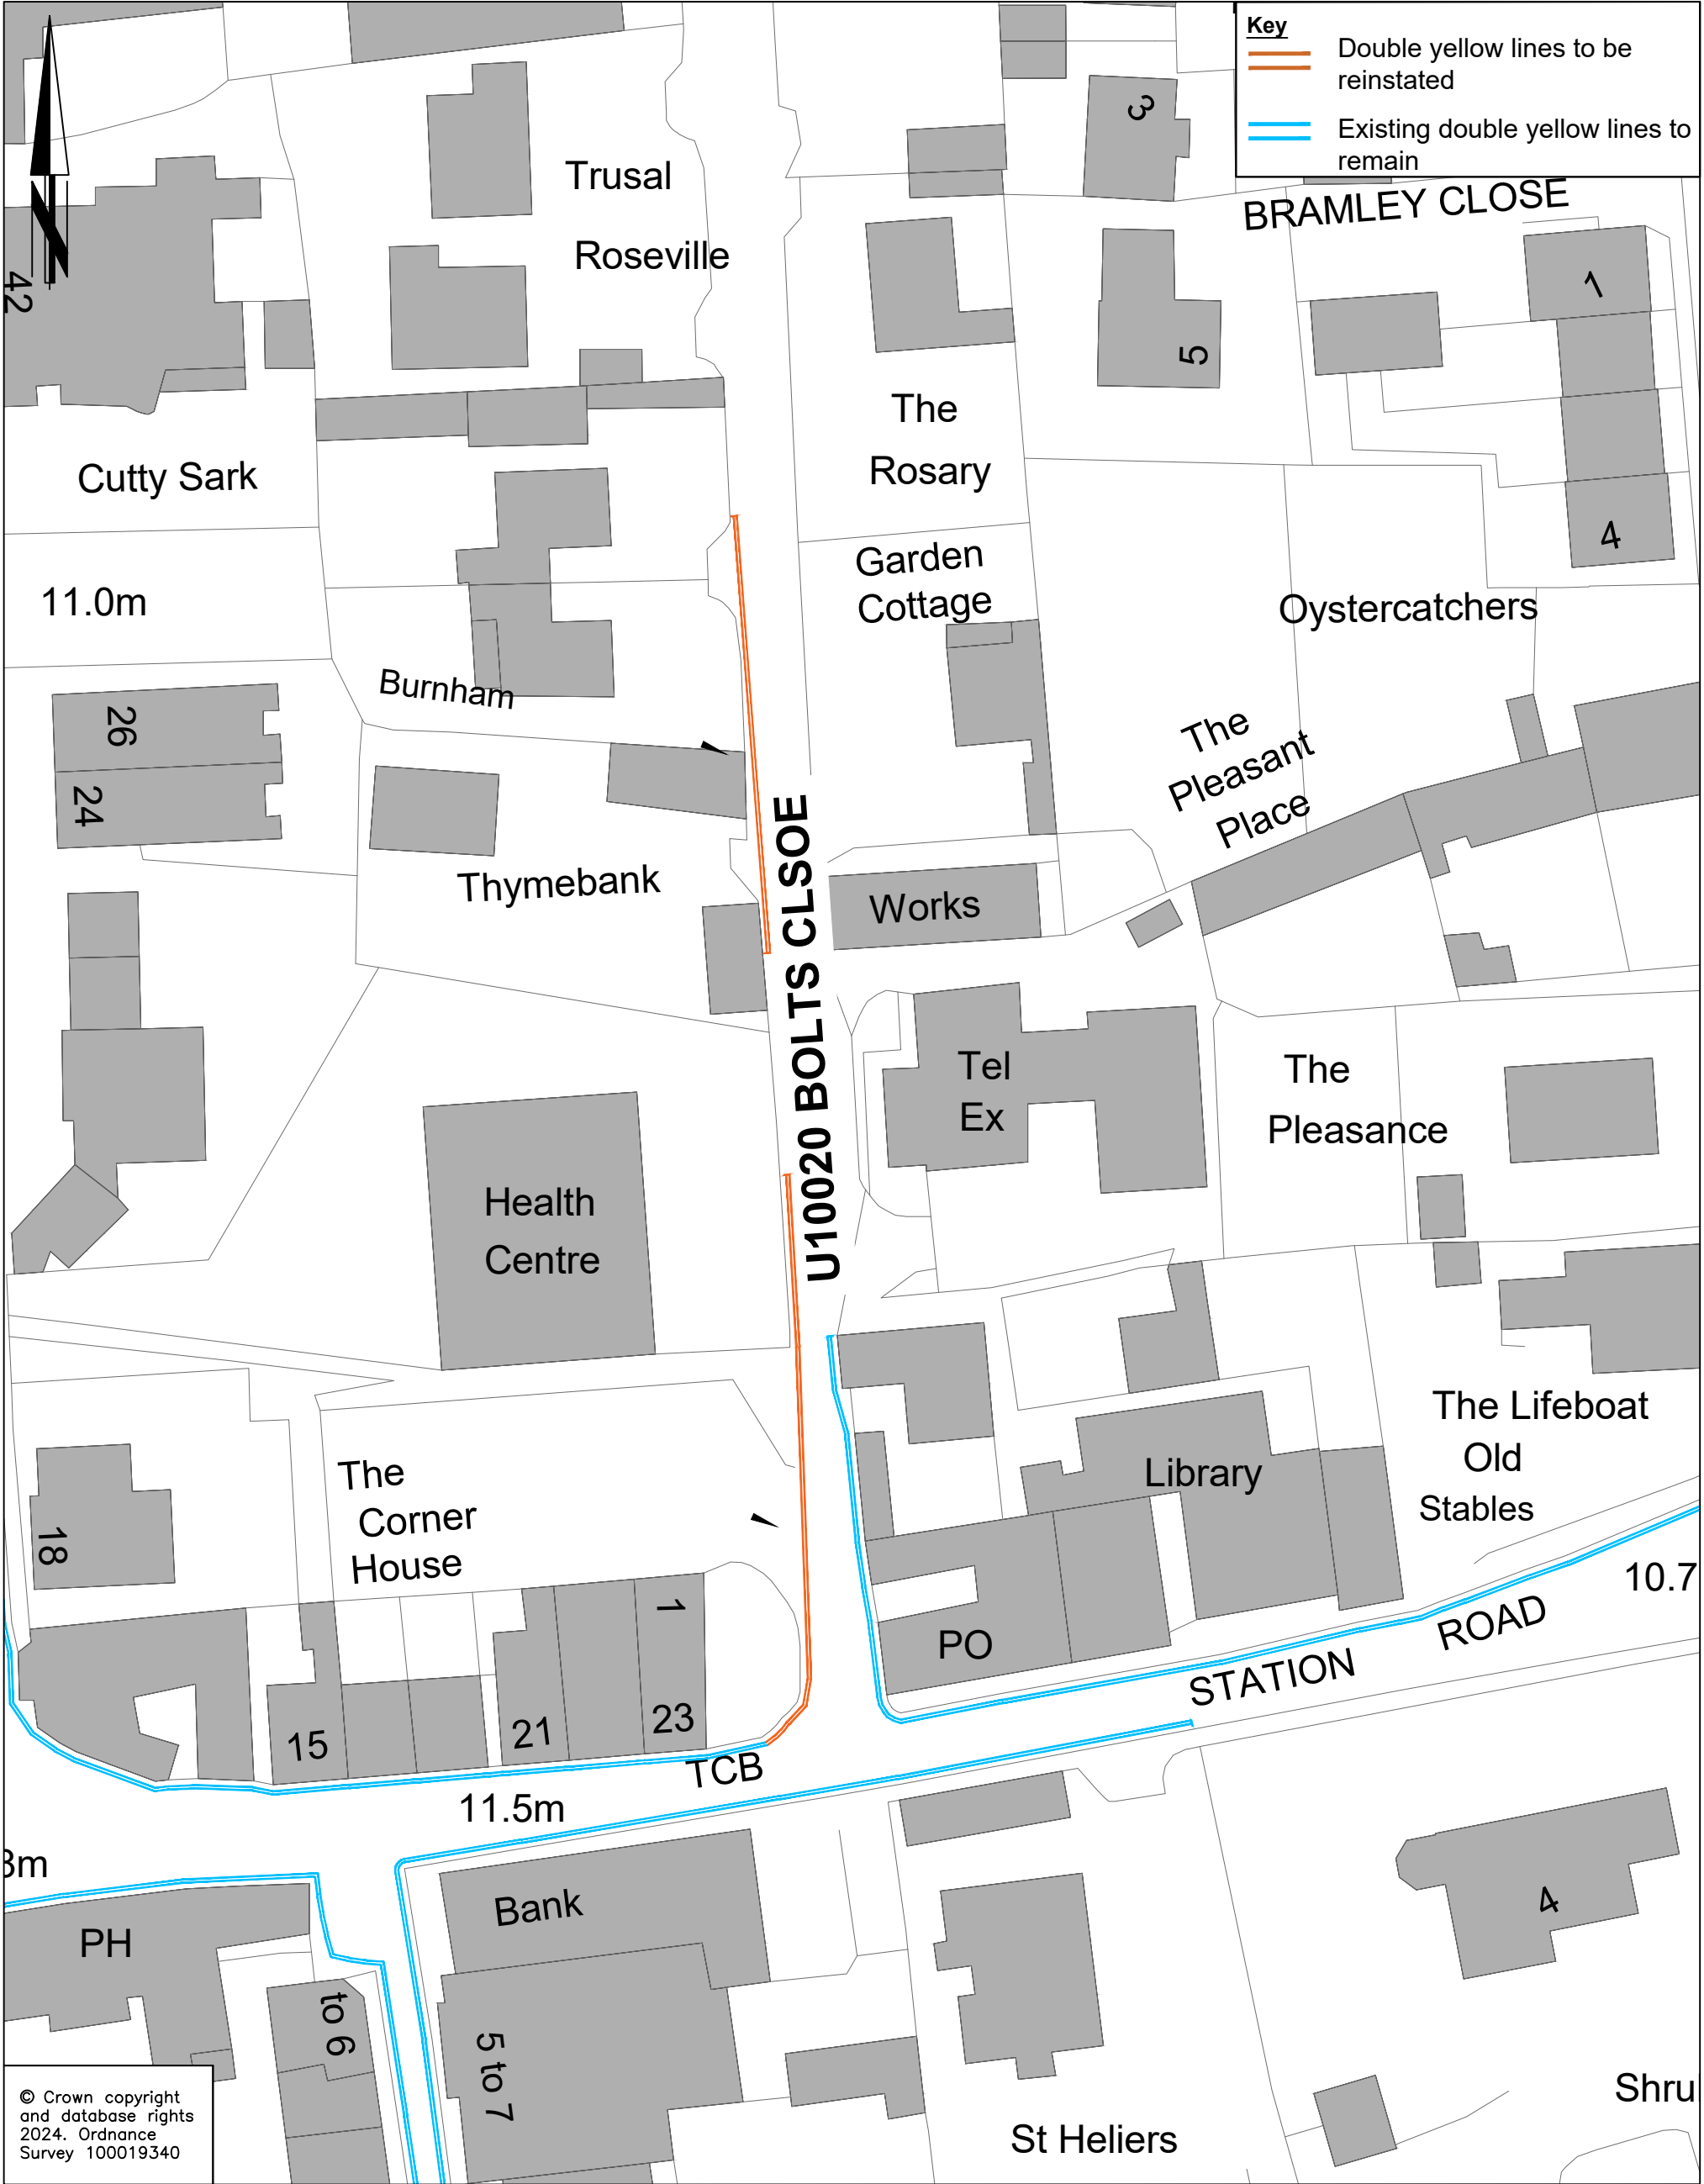 Key
Double yellow lines to be
reinstated
Existing double yellow lines to
remain
N
3
Trusal
BRAMLEY CLOSE
Roseville
42
1
5
The
Rosary
Cutty Sark
4
Garden
Cottage
11.0m
Oystercatchers
Burnham
26
24
The
Pleasant
Place
Thymebank
Works
U10020 BOLTS CLSOE
Tel
Ex
The
Pleasance
Health
Centre
The Lifeboat
Old
Stables
Library
The
Corner
House
18
10.7
1
PO
ROAD
STATION
15
21
23
TCB
11.5m
3m
Bank
PH
4
to 6
5 to 7
Shru
St Heliers
© Crown copyright
and database rights
2024. Ordnance
Survey 100019340